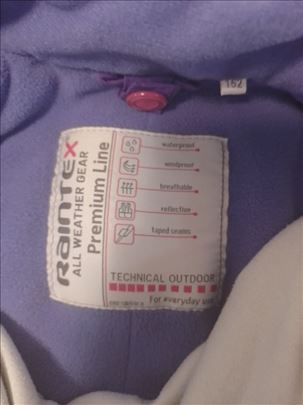 152
RaINTEX
ALL WEATHER GEAR
Premium Line
waterproof
windproof
breathable
reflective
taped seams
TECHNICAL OUTDOOR
For everyday use